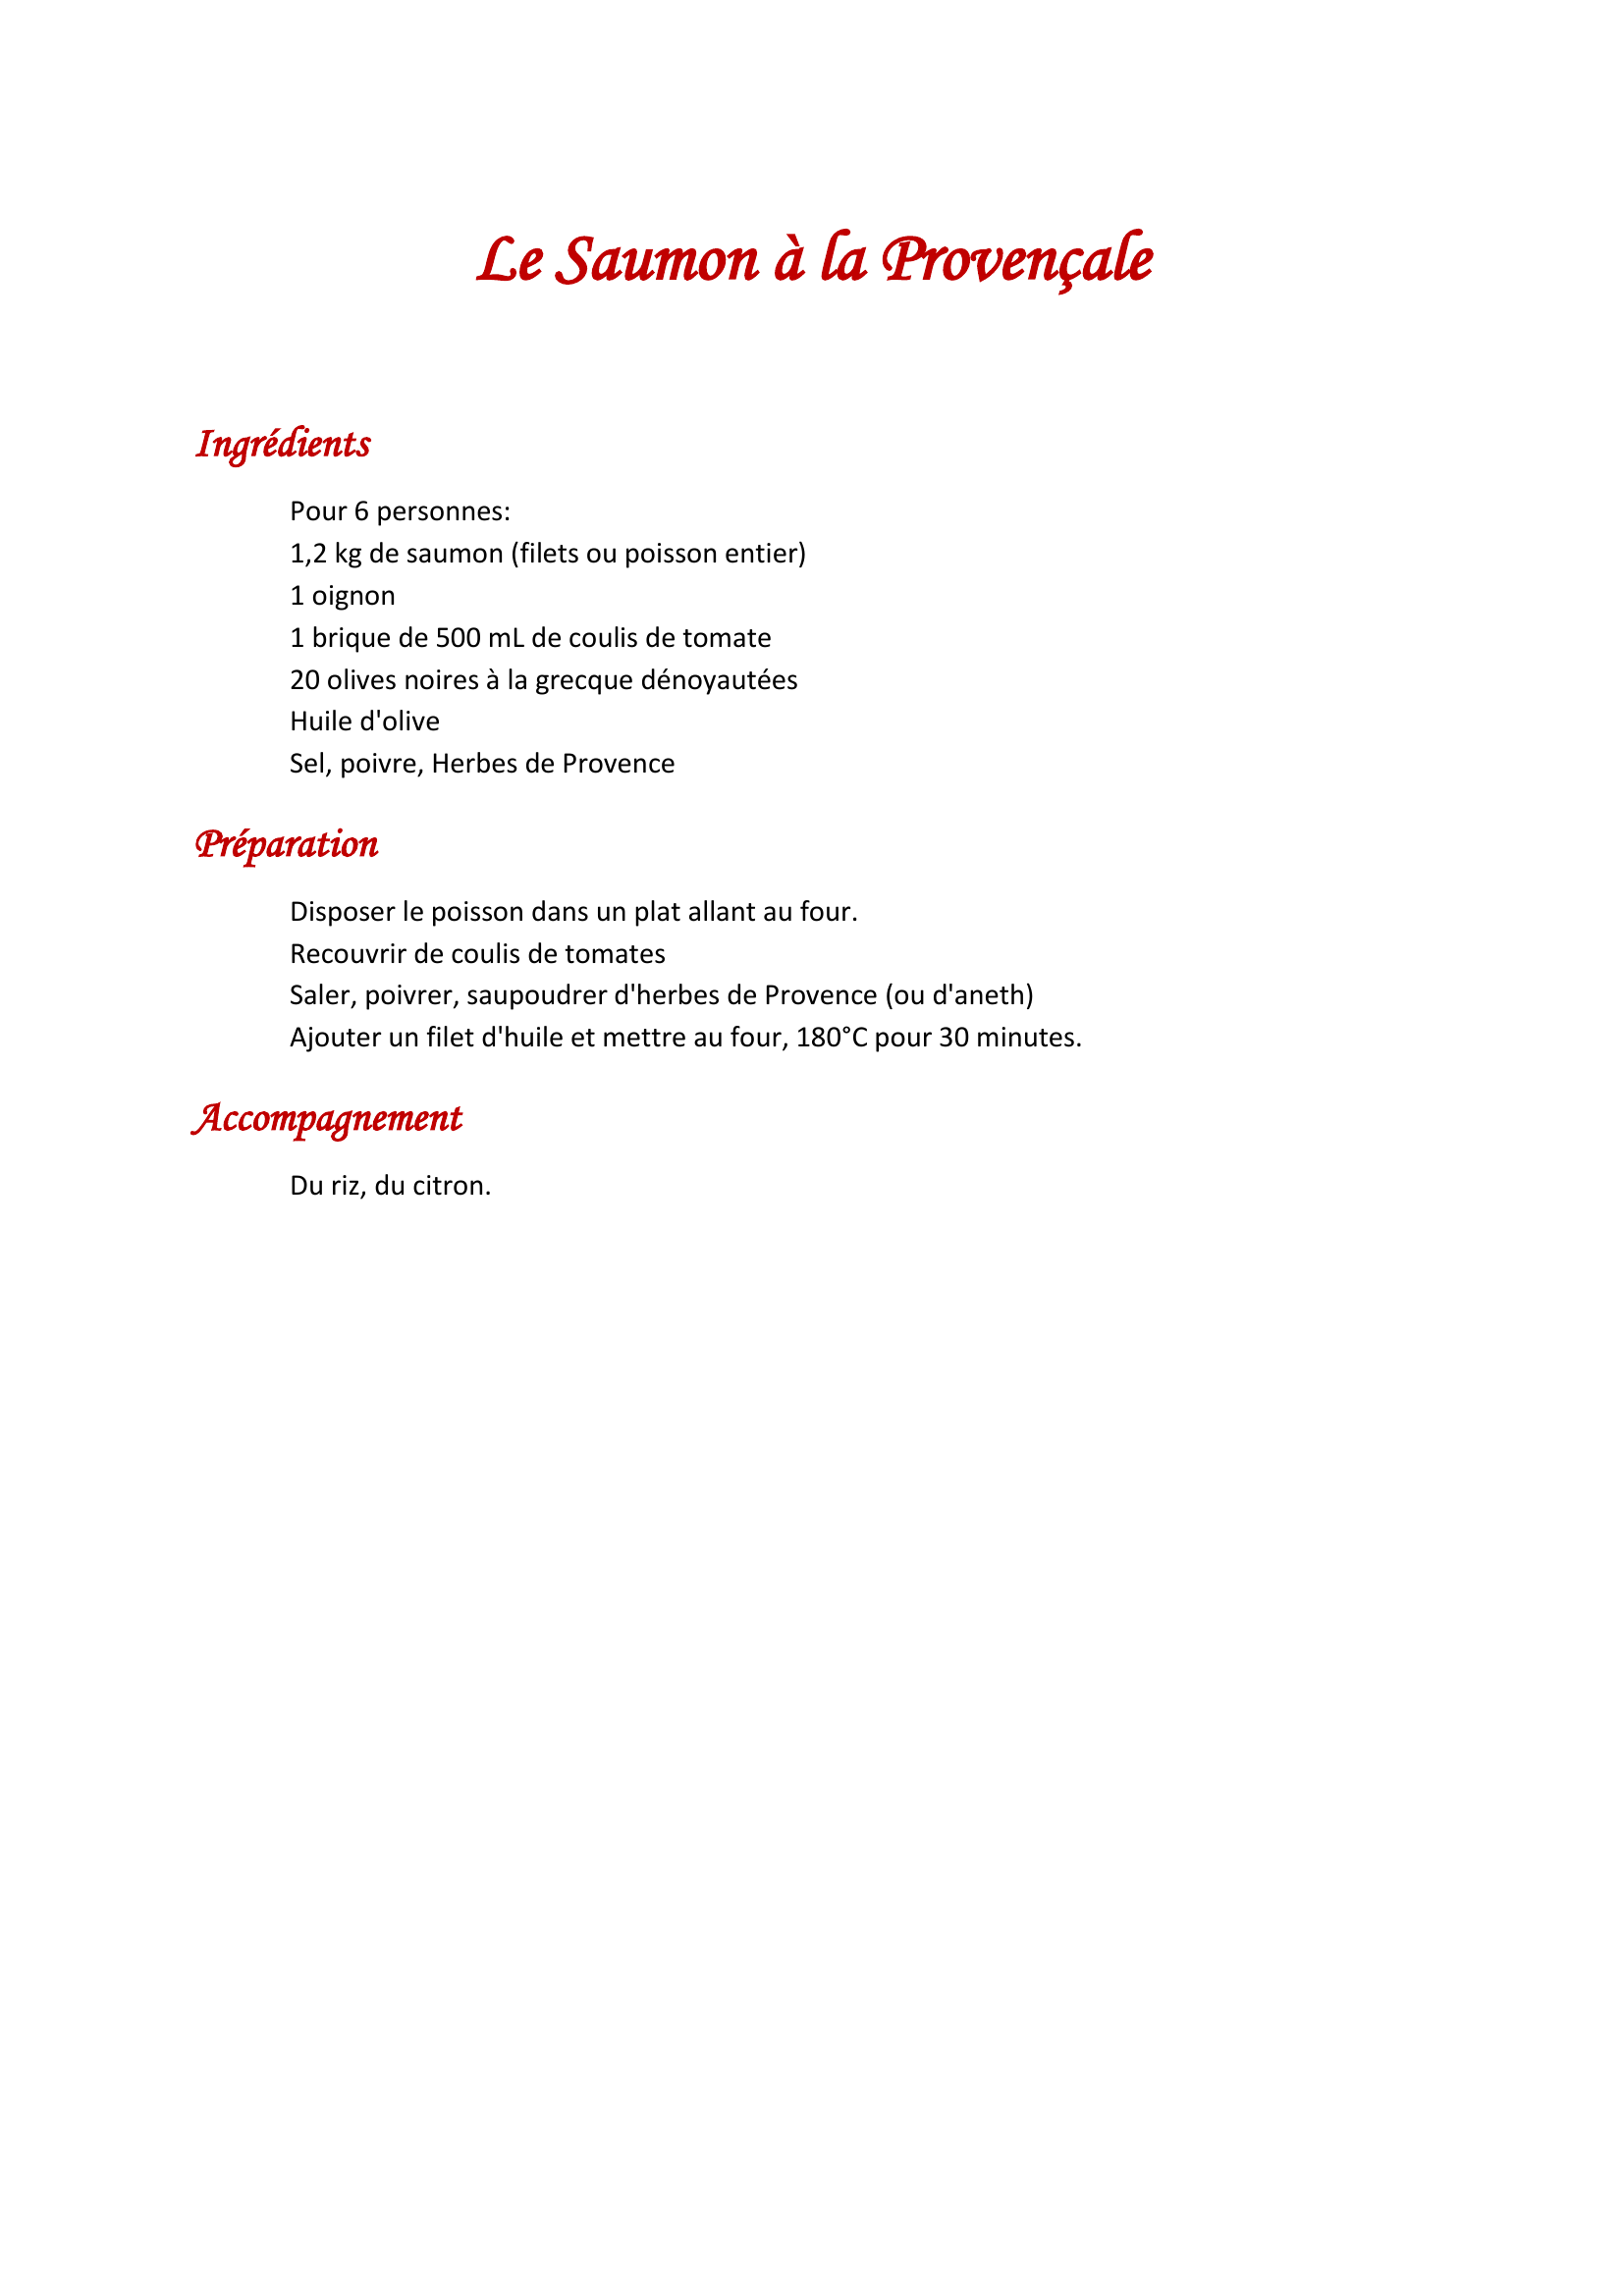 Le Saumon à la Provençale
Ingrédients
Pour 6 personnes:
1,2 kg de saumon (filets ou poisson entier)
1 oignon
1 brique de 500 mL de coulis de tomate
20 olives noires à la grecque dénoyautées
Huile d'olive
Sel, poivre, Herbes de Provence
Préparation
Disposer le poisson dans un plat allant au four.
Recouvrir de coulis de tomates
Saler, poivrer, saupoudrer d'herbes de Provence (ou d'aneth)
Ajouter un filet d'huile et mettre au four, 180°C pour 30 minutes.
Accompagnement
Du riz, du citron.